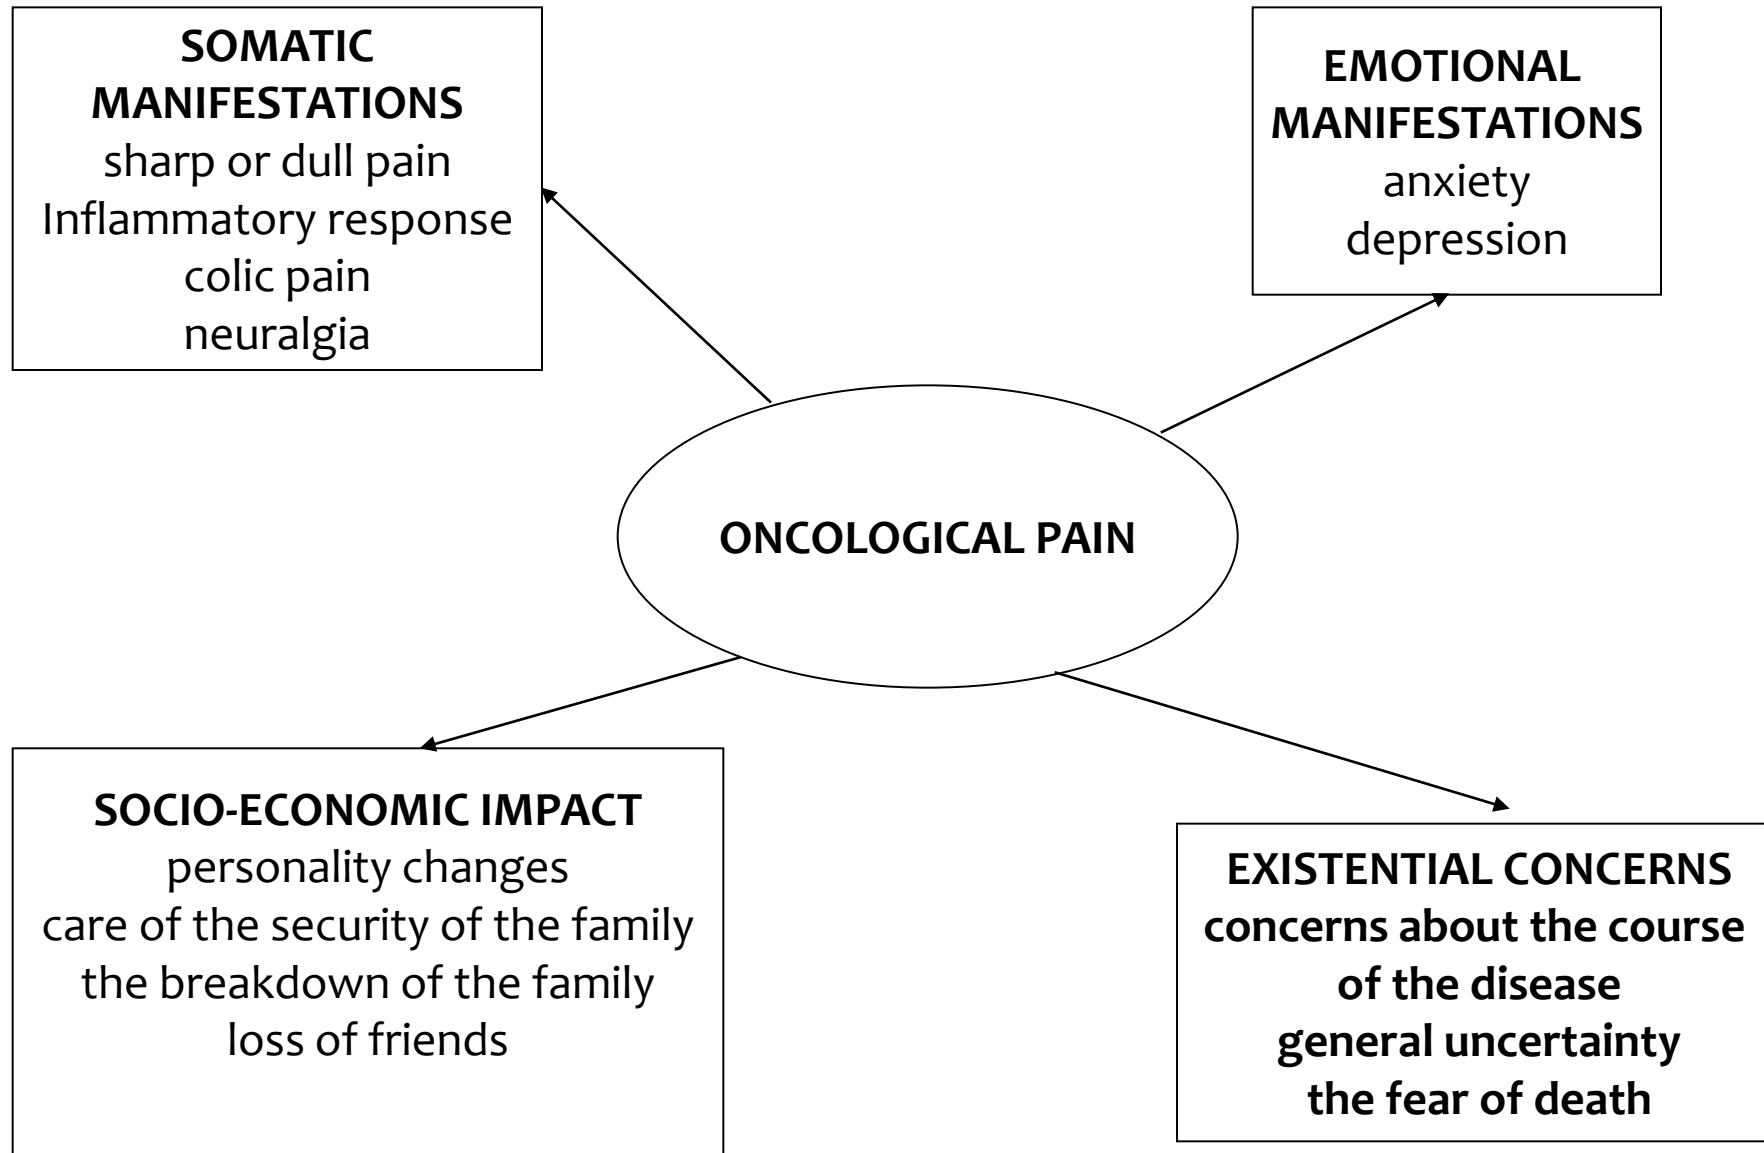 SOMATIC
MANIFESTATIONS
sharp or dull pain
Inflammatory response
colic pain
neuralgia
EMOTIONAL
MANIFESTATIONS
anxiety
depression
ONCOLOGICAL PAIN
SOCIO-ECONOMIC IMPACT
personality changes
care of the security of the family
the breakdown of the family
loss of friends
EXISTENTIAL CONCERNS
concerns about the course
of the disease
general uncertainty
the fear of death